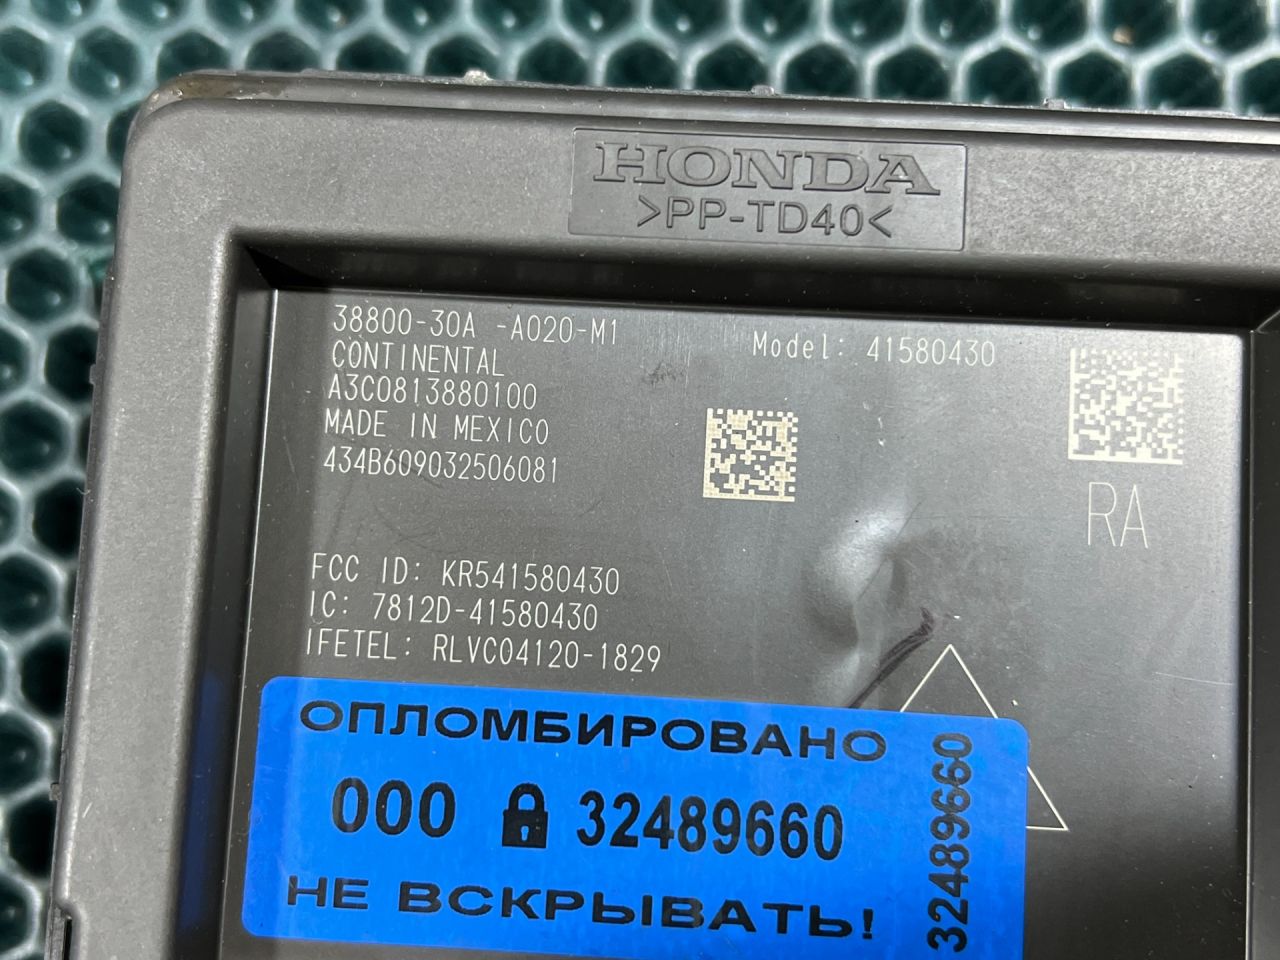 HONDA
>PP-TD40<
38800-30A -A020-M1
CONTINENTAL
A3C0813880100
MADE IN MEXICO
434B609032506081
Model: 41580430
RA
FCC ID: KR541580430
IC: 7812D-41580430
IFETEL: RLVC04120-1829
ОПЛОМБИРОВАНО
000 32489660
НЕ ВСКРЫВАТЬ!
32489660